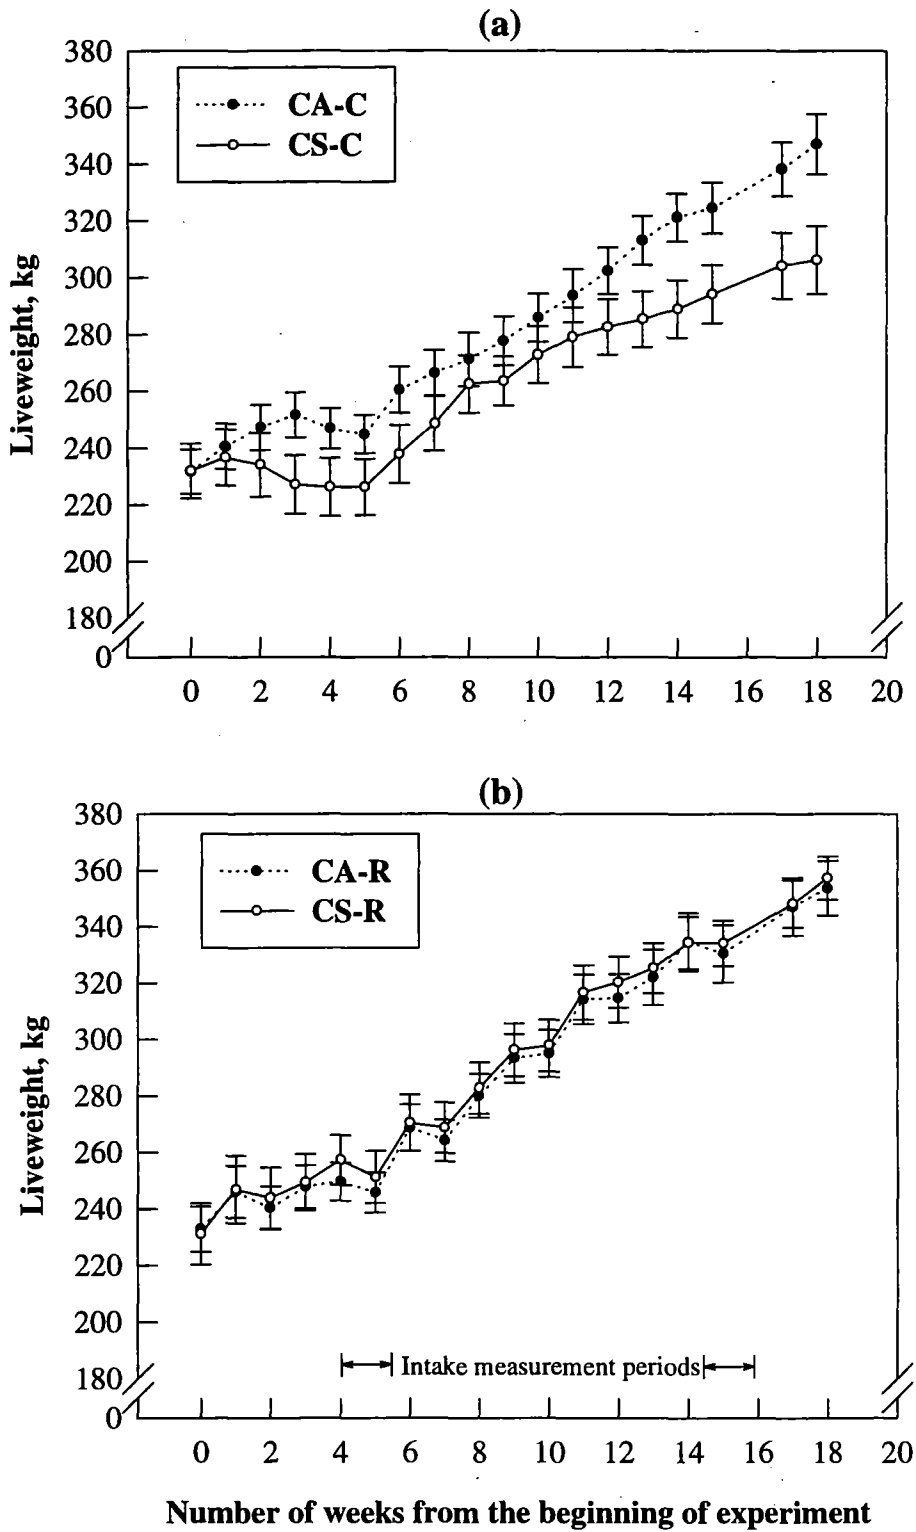 (a)
380
360
340
320
300
280
260
240
220
200
180
0
Liveweight, kg
CA-C
CS-C
0 2 4 6 8 10 12 14 16 18 20
(b)
380
360
340
320
300
280
260
240
220
200
180
0
Liveweight, kg
CA-R
CS-R
Intake measurement periods
0 2 4 6 8 10 12 14 16 18 20
Number of weeks from the beginning of experiment